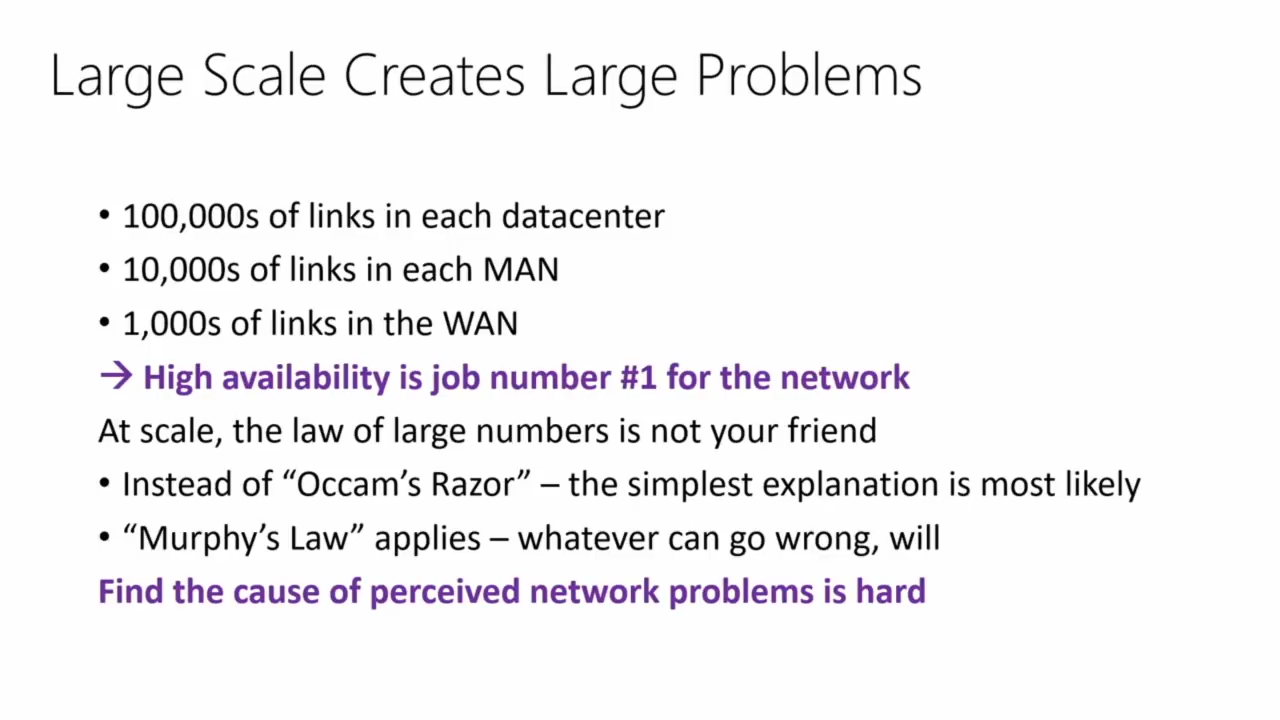 Large Scale Creates Large Problems
• 100,000s of links in each datacenter
• 10,000s of links in each MAN
• 1,000s of links in the WAN
→ High availability is job number #1 for the network
At scale, the law of large numbers is not your friend
• Instead of “Occam’s Razor” – the simplest explanation is most likely
• “Murphy’s Law” applies – whatever can go wrong, will
Find the cause of perceived network problems is hard